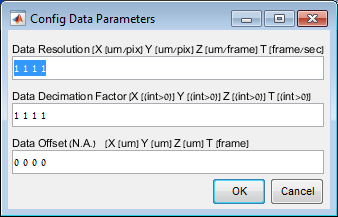 Config Data Parameters
Data Resolution [X [um/pix] Y [um/pix] Z [um/frame] T [frame/sec]
1 1 1 1
Data Decimation Factor [X [(int>0)] Y [(int>0)] Z [(int>0)] T [(int>0)]
1 1 1 1
Data Offset (N.A.) [X [um] Y [um] Z [um] T [frame]
0 0 0 0
OK Cancel